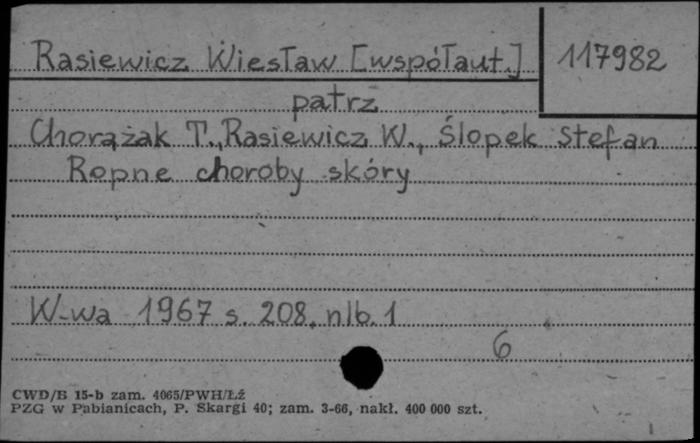 Rasiewicz Wiesław [współaut.] 117982
patrz
Chorążak T., Rasiewicz W., Ślopek Stefan
Ropne choroby skóry
W-wa 1967 s. 208, nlb. 1
6
CWD/B 15-b zam. 4065/PWH/Łź
PZG w Pabianicach, P. Skargi 40; zam. 3-66, nakł. 400 000 szt.